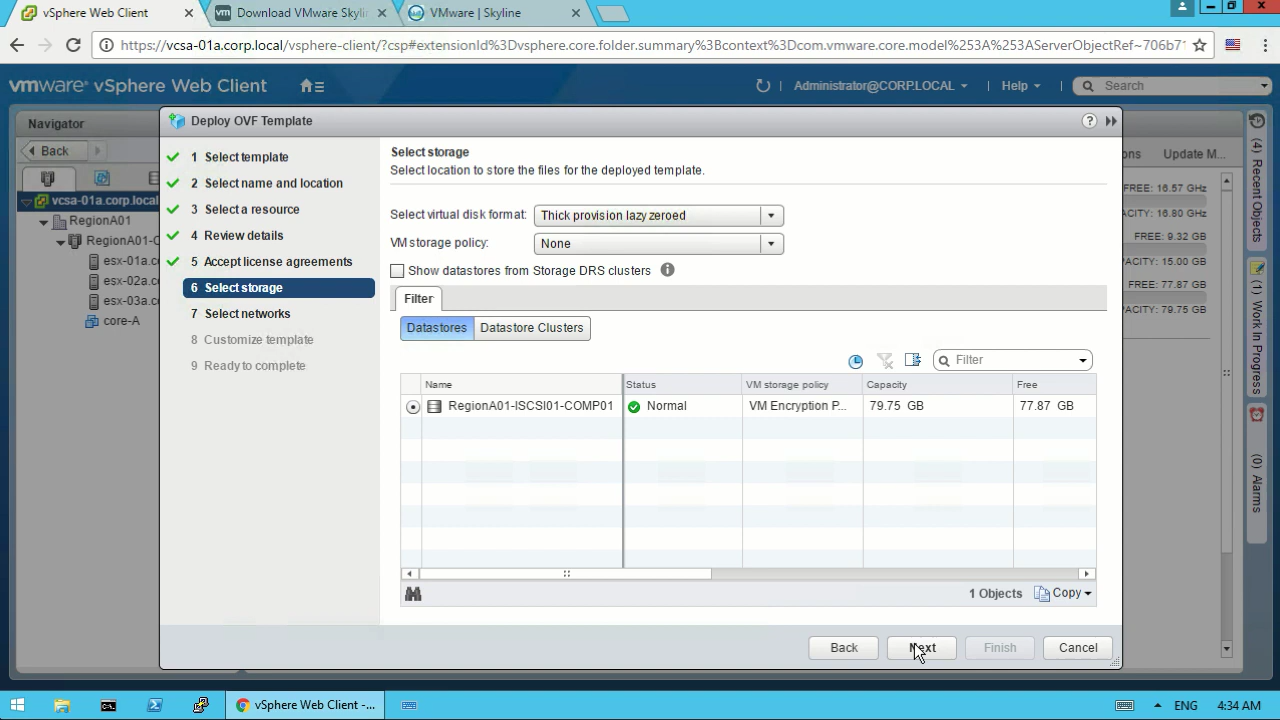 vSphere Web Client
Download VMware Skyli
VMware | Skyline
https://vcsa-01a.corp.local/vsphere-client/?csp#extensionId%3Dvsphere.core.folder.summary%3Bcontext%3Dcom.vmware.core.model%253A%253AServerObjectRef~706b71
vmware® vSphere Web Client
Administrator@CORP.LOCAL
Help
Search
Navigator
Back
vcsa-01a.corp.local
RegionA01
RegionA01-C
esx-01a.co
esx-02a.co
esx-03a.co
core-A
Deploy OVF Template
1 Select template
2 Select name and location
3 Select a resource
4 Review details
5 Accept license agreements
6 Select storage
7 Select networks
8 Customize template
9 Ready to complete
Select storage
Select location to store the files for the deployed template.
Select virtual disk format: Thick provision lazy zeroed
VM storage policy: None
Show datastores from Storage DRS clusters
Filter
Datastores Datastore Clusters
Filter
Name Status VM storage policy Capacity Free
RegionA01-ISCSI01-COMP01 Normal VM Encryption P... 79.75 GB 77.87 GB
1 Objects Copy
Back Next Finish Cancel
ons Update M...
FREE: 16.57 GHz
ACITY: 16.80 GHz
FREE: 9.32 GB
ACITY: 15.00 GB
FREE: 77.87 GB
ACITY: 79.75 GB
(4) Recent Objects
(1) Work In Progress
(0) Alarms
vSphere Web Client -...
ENG 4:34 AM